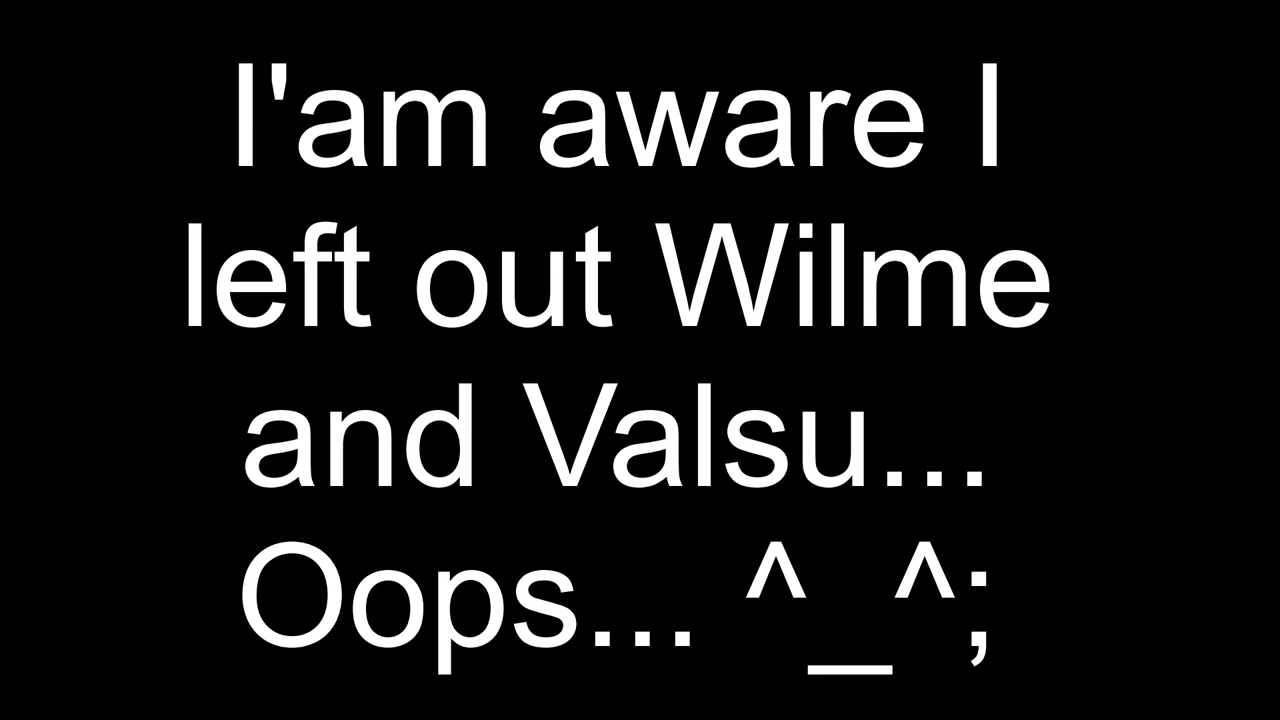 I'am aware I
left out Wilme
and Valsu...
Oops... ^_^;